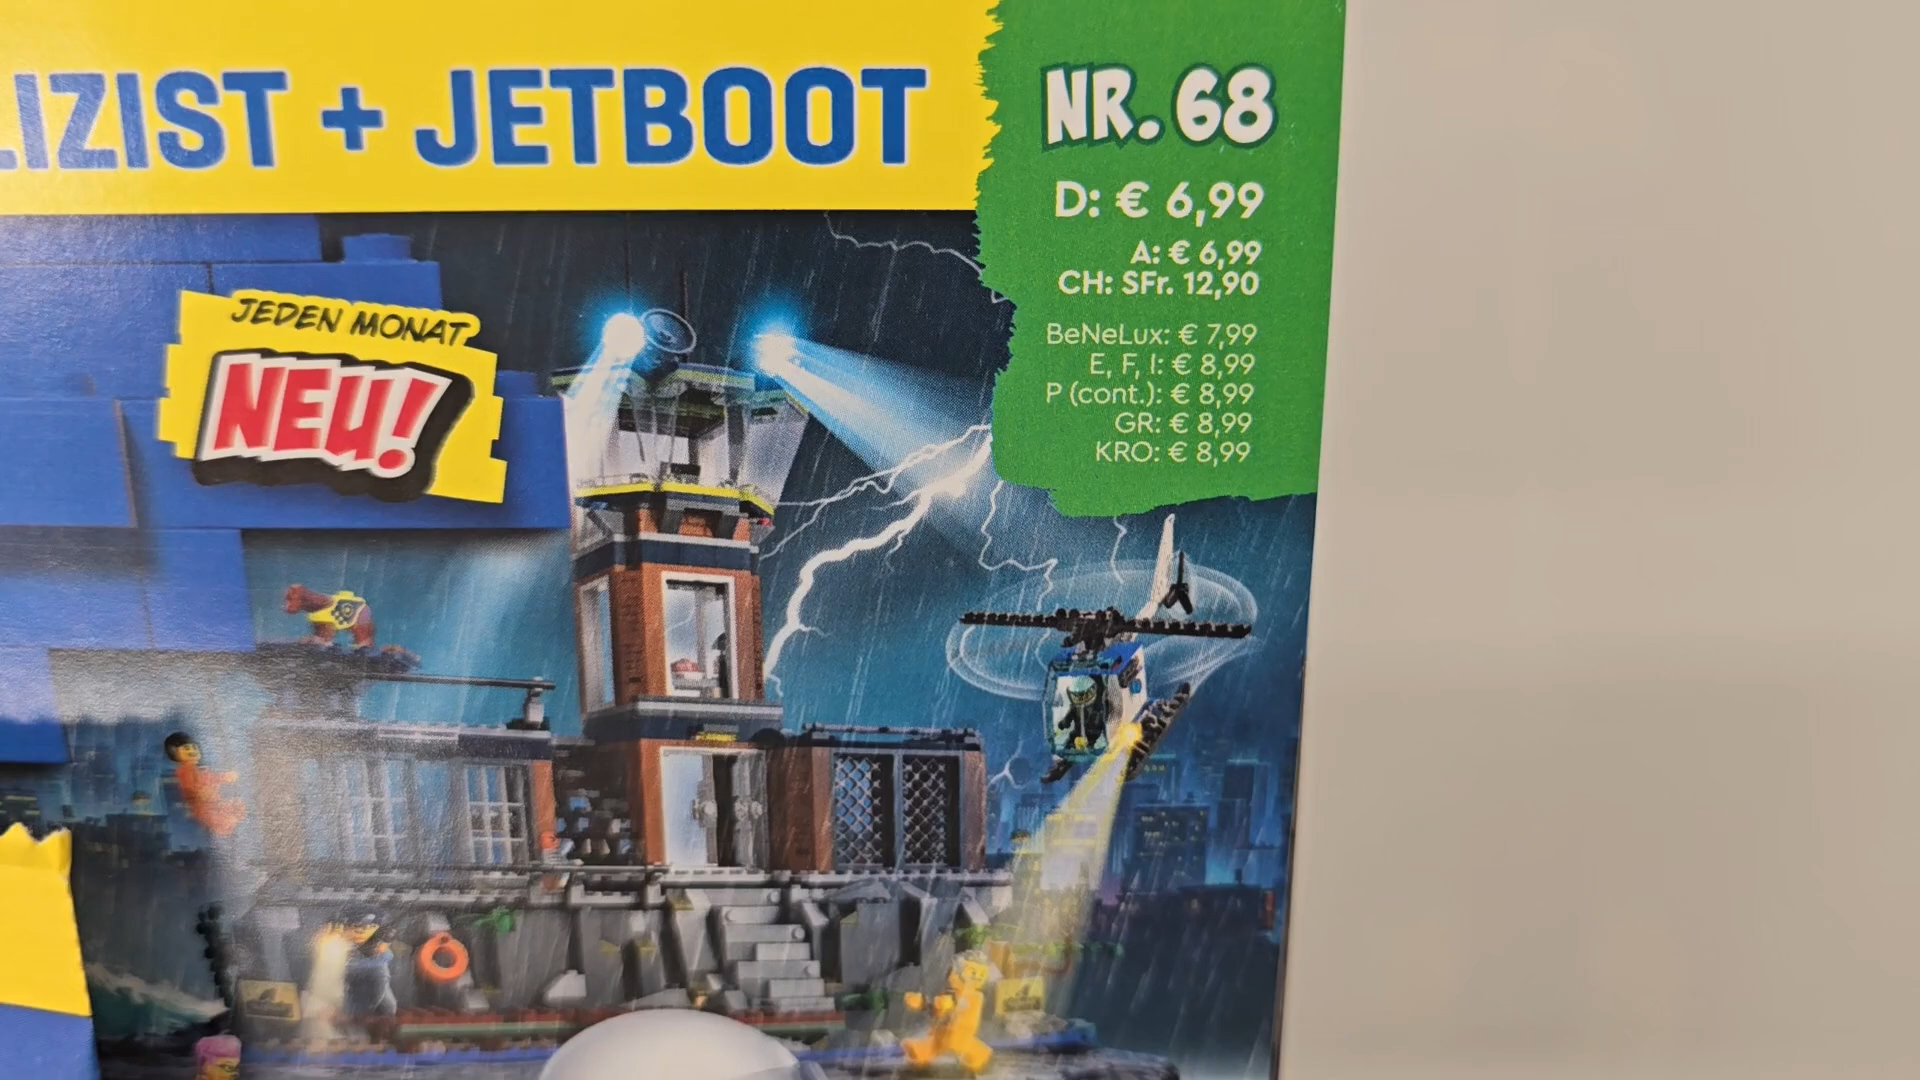 LIZIST + JETBOOT
NR. 68
D: € 6,99
A: € 6,99
CH: SFr. 12,90
BeNeLux: € 7,99
E, F, I: € 8,99
P (cont.): € 8,99
GR: € 8,99
KRO: € 8,99
JEDEN MONAT
NEU!